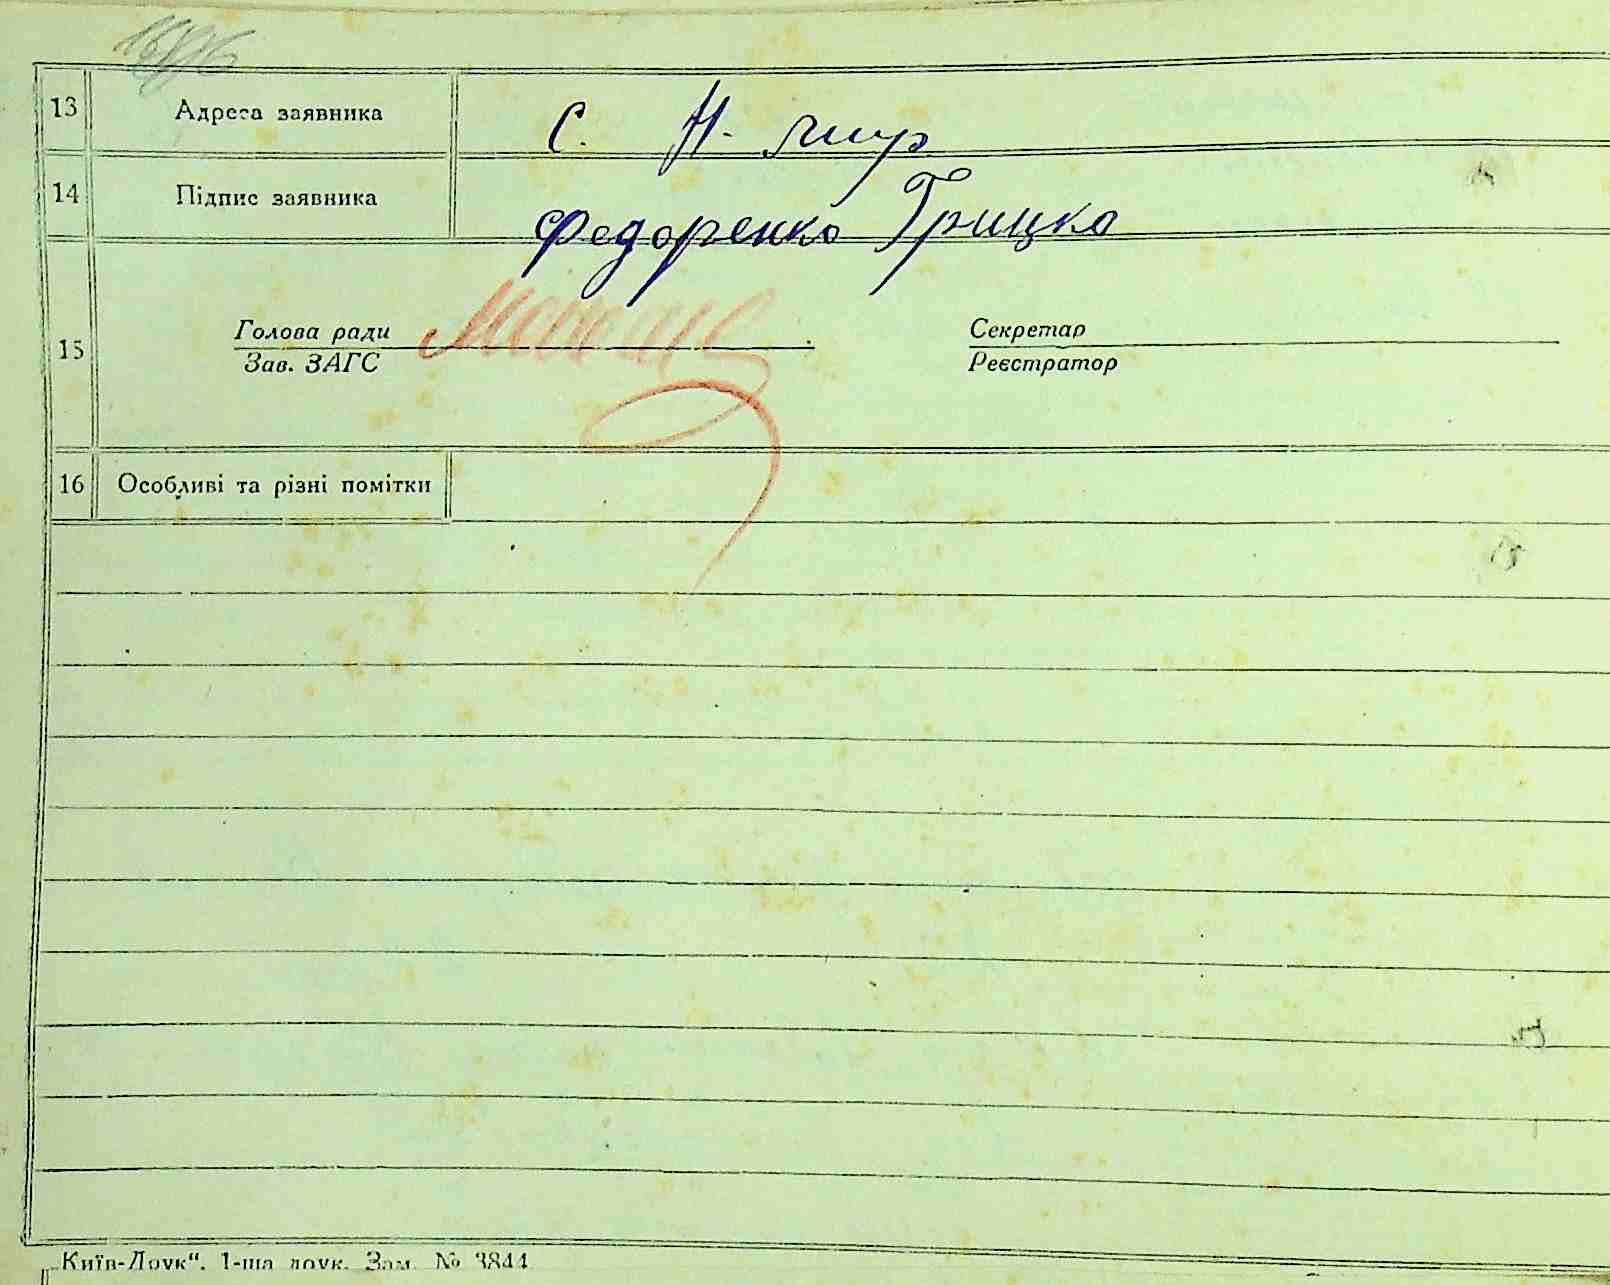 13 Адреса заявника С. Н. мир
14 Підпис заявника Федоренко Грицко
15 Голова ради Секретар
Зав. ЗАГС Реєстратор
16 Особливі та різні помітки
„Київ-Друк“. 1-ша друк. Зам. № 3844